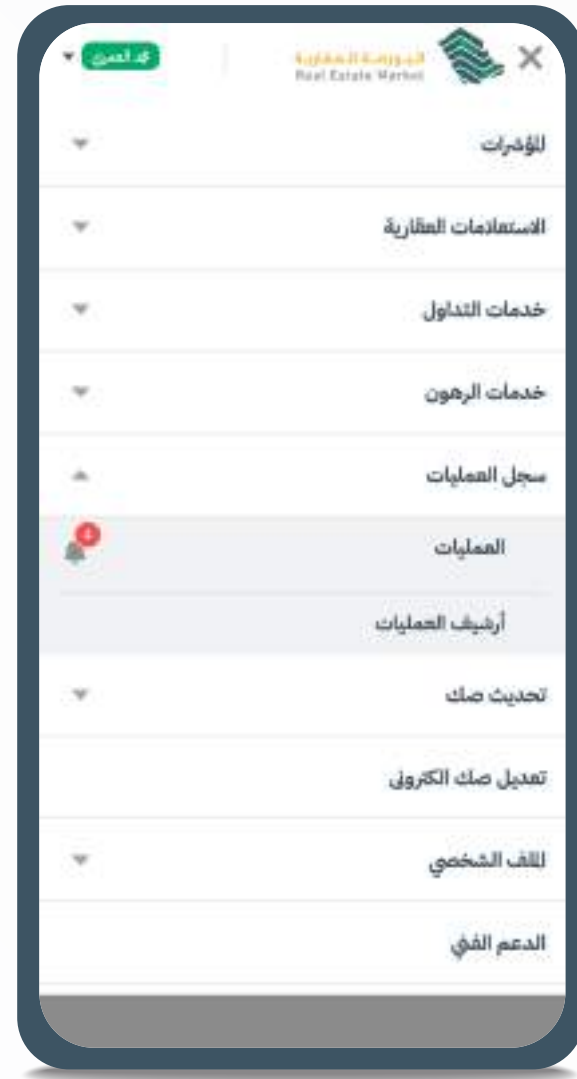 البورصة العقارية
Real Estate Market
المؤشرات
الاستعلامات العقارية
خدمات التداول
خدمات الرهون
سجل العمليات
العمليات
4
أرشيف العمليات
تحديث صك
تعديل صك الكتروني
الملف الشخصي
الدعم الفني